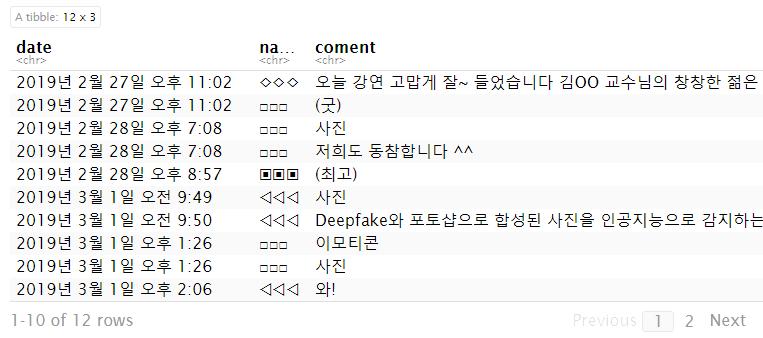 A tibble: 12 x 3
date na... coment
<chr> <chr> <chr>
2019년 2월 27일 오후 11:02 ◇◇◇ 오늘 강연 고맙게 잘~ 들었습니다 김OO 교수님의 창창한 젊은
2019년 2월 27일 오후 11:02 □□□ (굿)
2019년 2월 28일 오후 7:08 □□□ 사진
2019년 2월 28일 오후 7:08 □□□ 저희도 동참합니다 ^^
2019년 2월 28일 오후 8:57 ▣▣▣ (최고)
2019년 3월 1일 오전 9:49 ◁◁◁ 사진
2019년 3월 1일 오전 9:50 ◁◁◁ Deepfake와 포토샵으로 합성된 사진을 인공지능으로 감지하는
2019년 3월 1일 오후 1:26 □□□ 이모티콘
2019년 3월 1일 오후 1:26 □□□ 사진
2019년 3월 1일 오후 2:06 ◁◁◁ 와!
1-10 of 12 rows Previous 1 2 Next